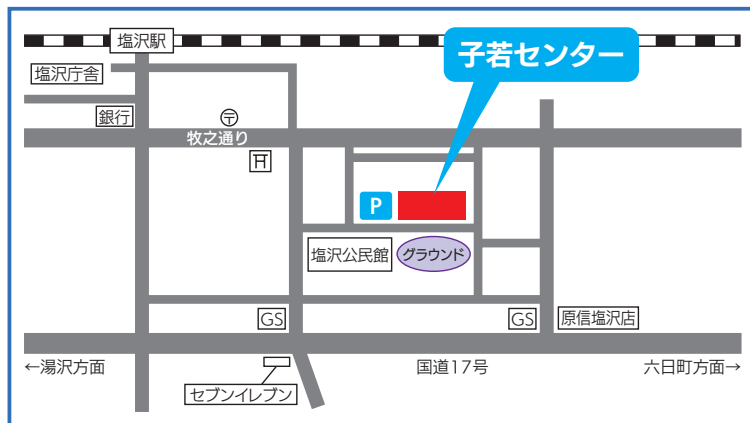 塩沢駅
子若センター
塩沢庁舎
銀行
〒
牧之通り
P
塩沢公民館
グラウンド
GS
GS
原信塩沢店
←湯沢方面
国道17号
六日町方面→
セブンイレブン